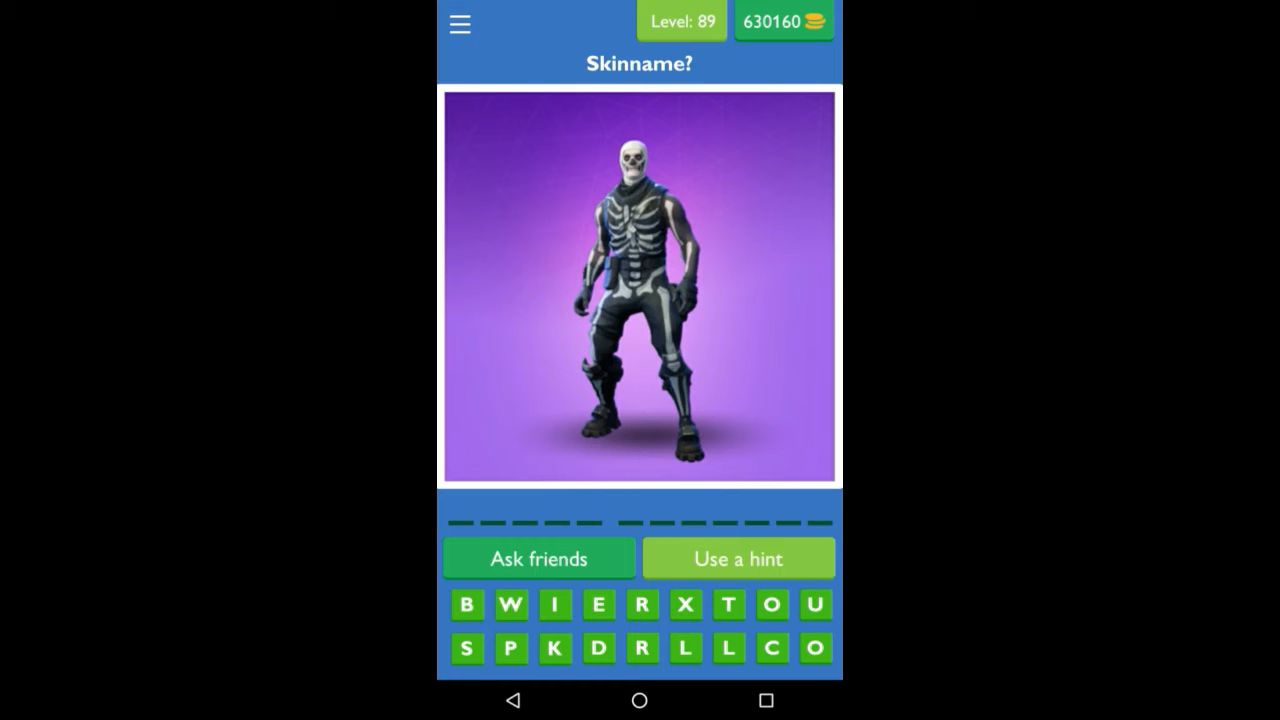 Level: 89 630160
Skinname?
Ask friends Use a hint
B W I E R X T O U
S P K D R L L C O